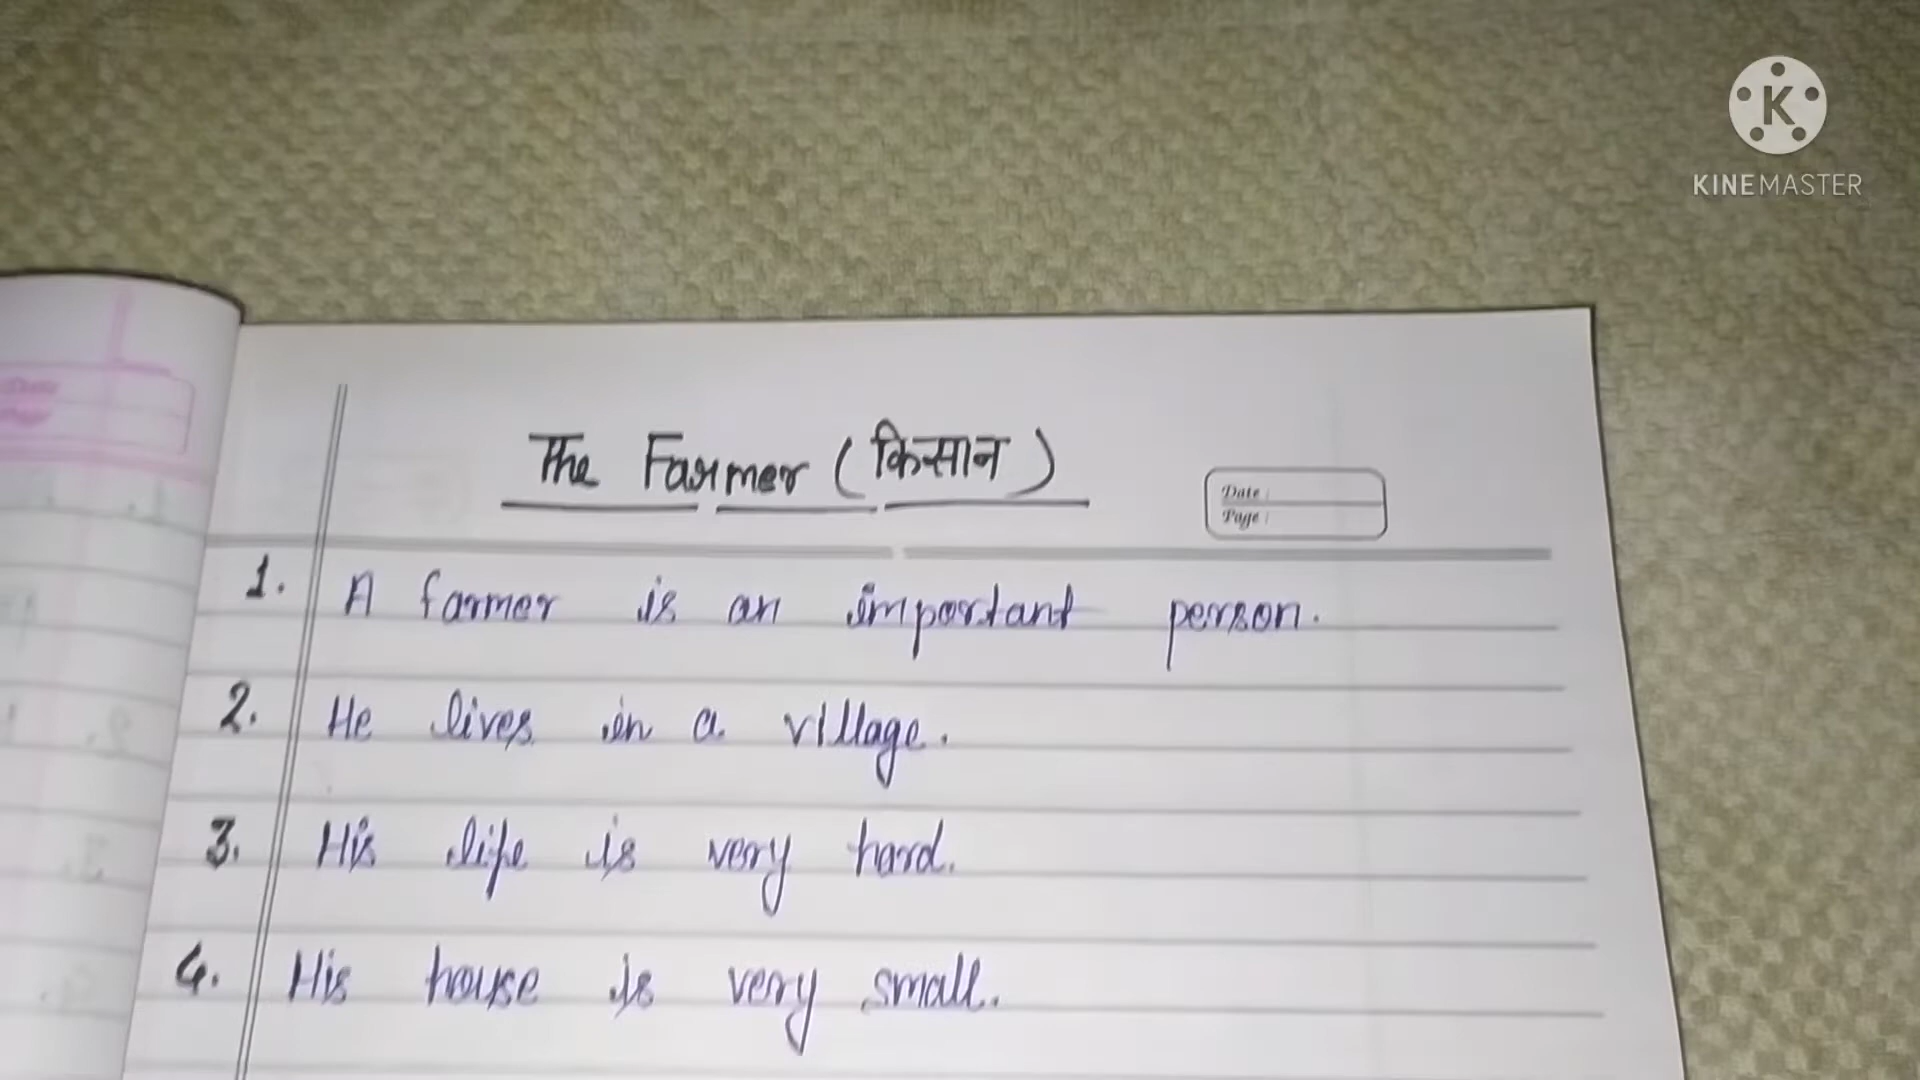 K
KINEMASTER
The Farmer (किसान)
Date :
Page :
1. A farmer is an important person.
2. He lives in a village.
3. His life is very hard.
4. His house is very small.